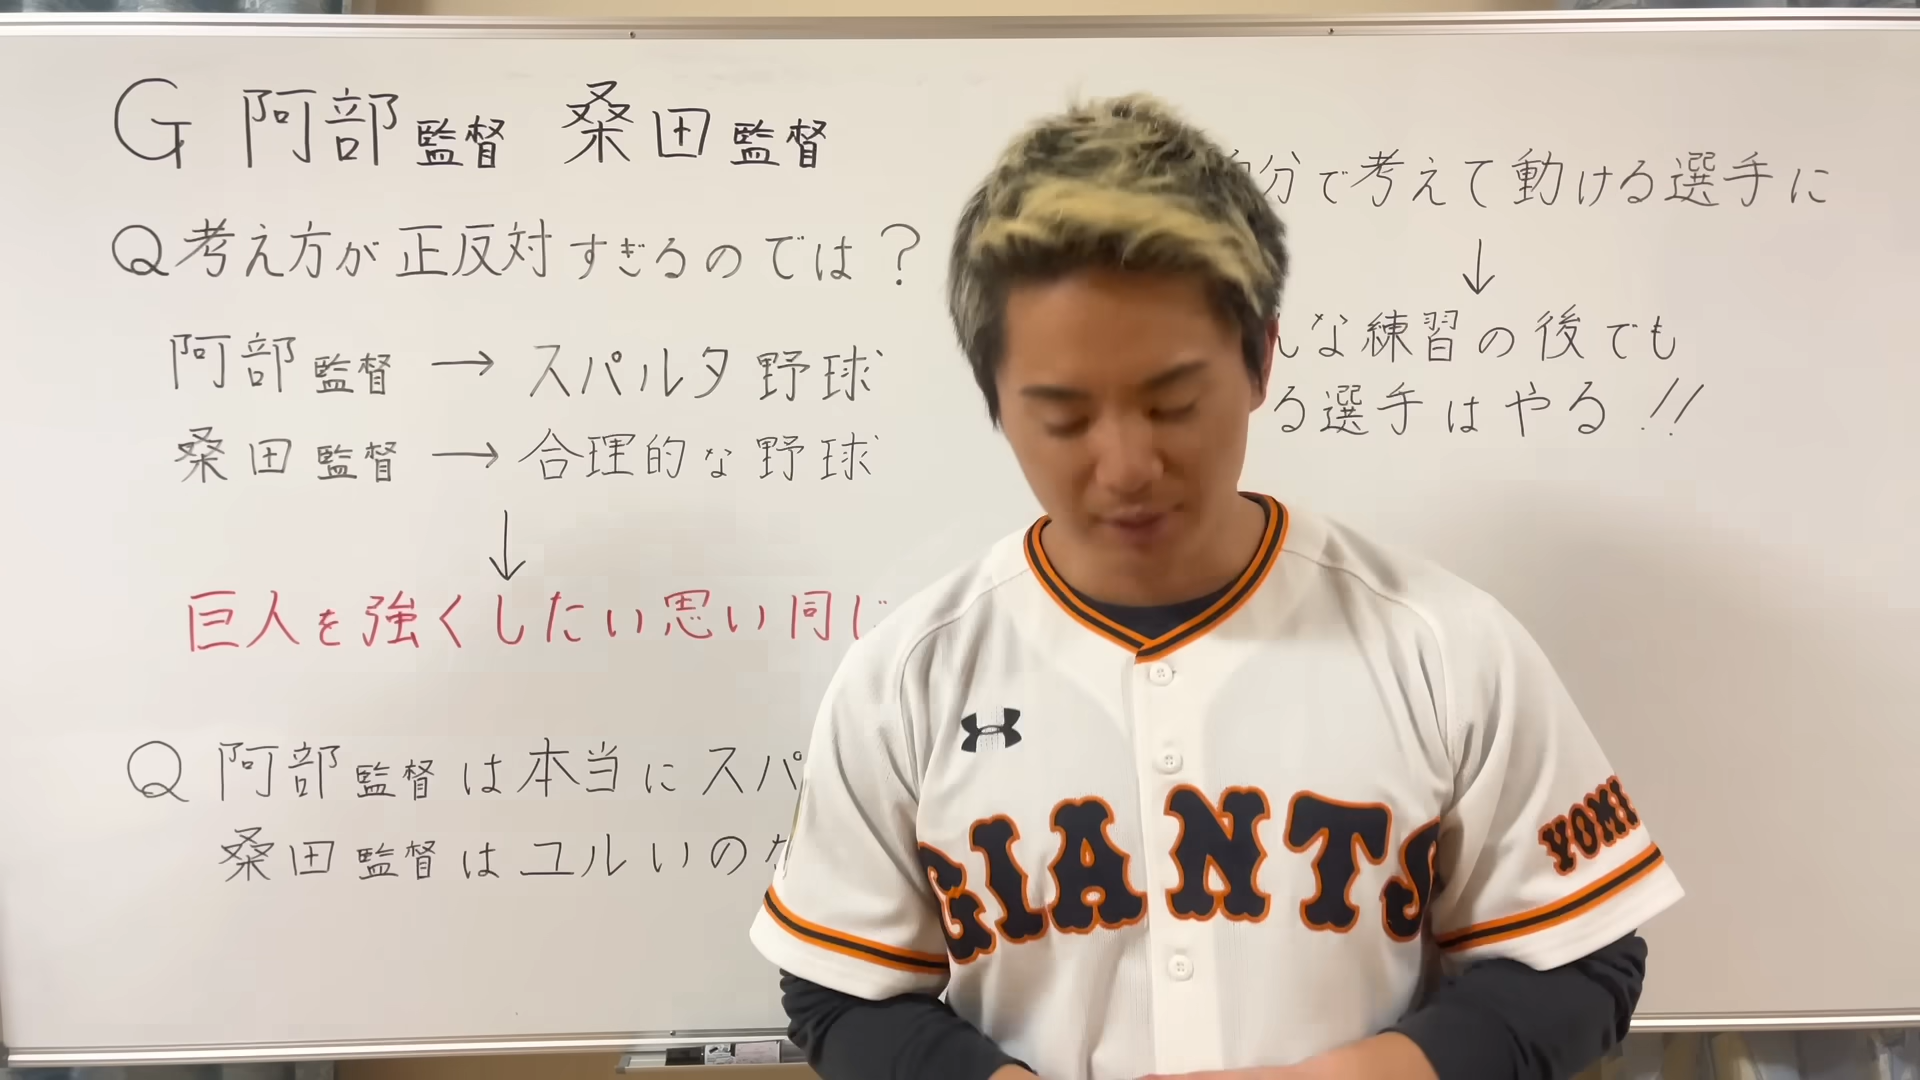 G 阿部監督 桑田監督
Q考え方が正反対すぎるのでは?
阿部監督→スパルタ野球
桑田監督→合理的な野球
↓
巨人を強くしたい思い同じ
Q 阿部監督は本当にスパ
桑田監督はユルいの
分で考えて動ける選手に
↓
な練習の後でも
る選手はやる!!
GIANTS
YOMI